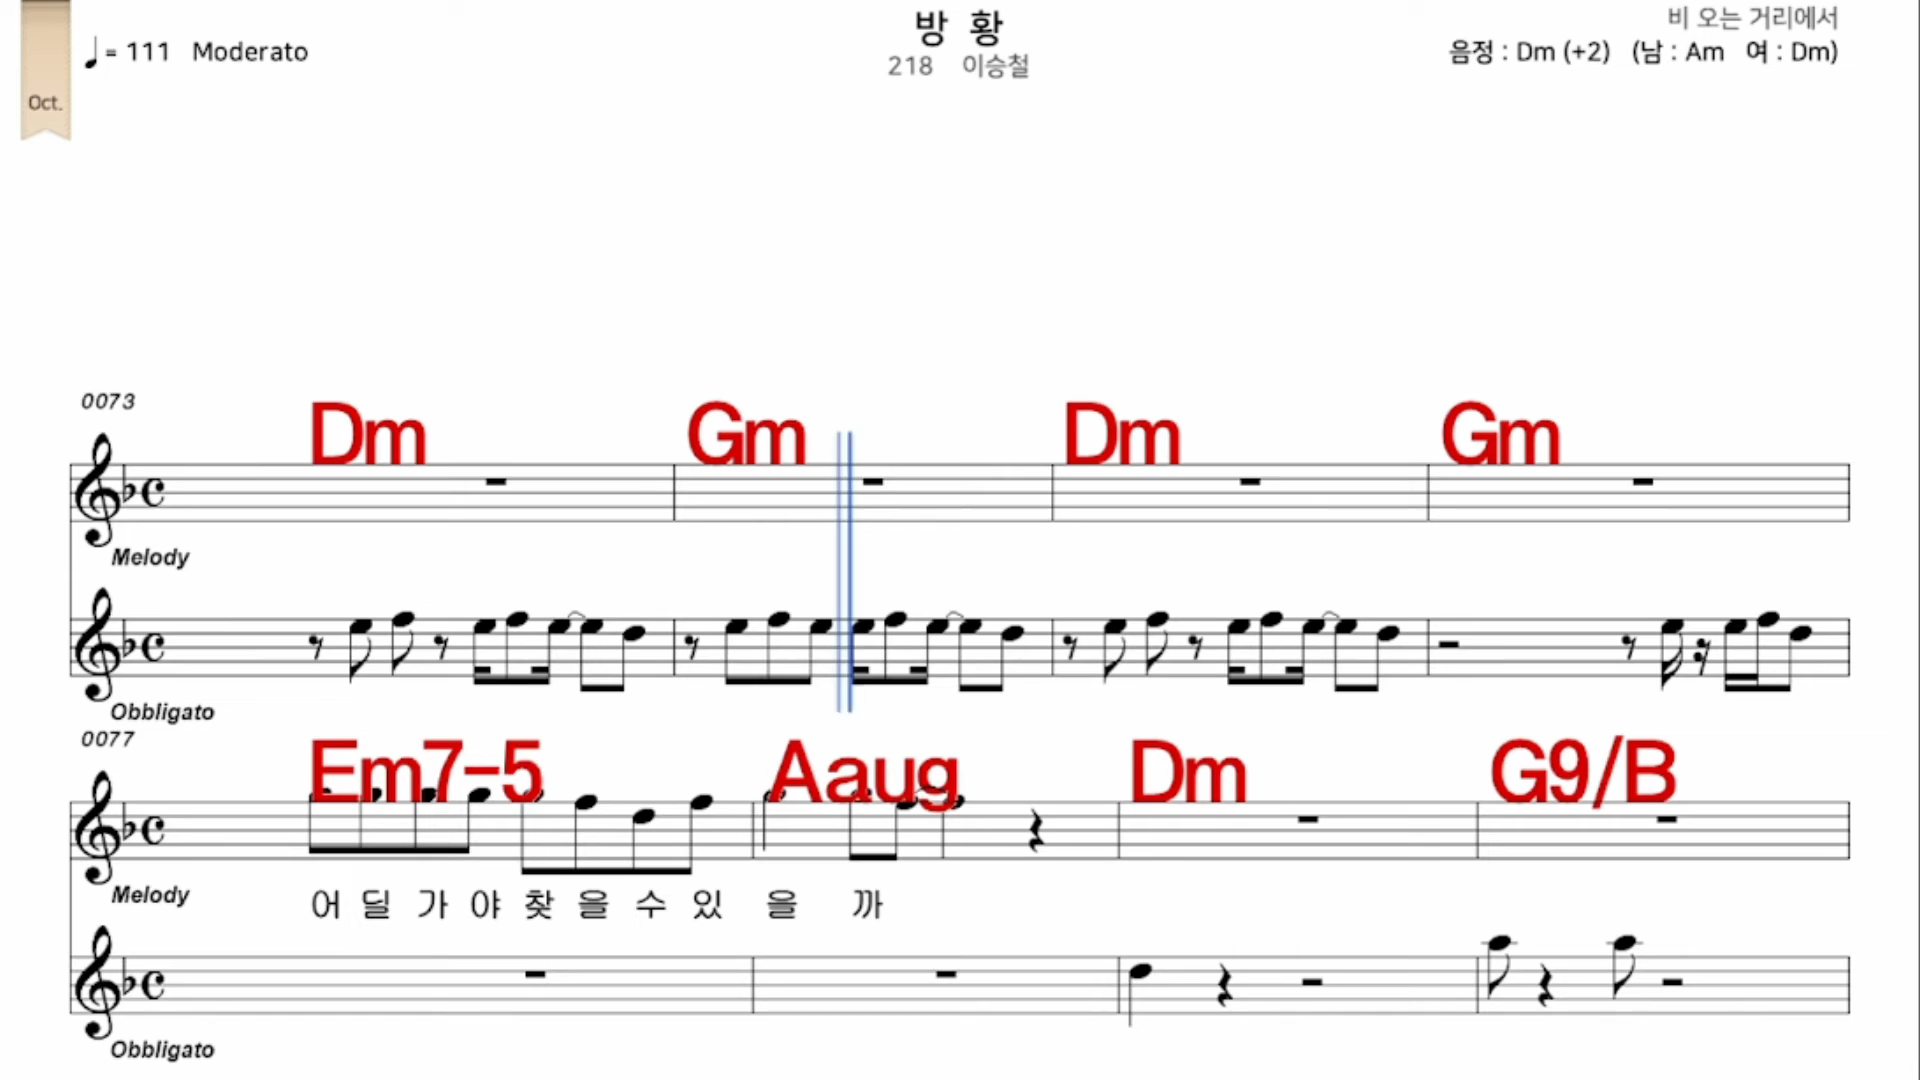 방 황
비 오는 거리에서
♩ = 111 Moderato
218 이승철
음정 : Dm (+2) (남 : Am 여 : Dm)
Oct.
0073
Dm Gm Dm Gm
Melody
Obbligato
0077
Em7-5 Aaug Dm G9/B
Melody
어 딜 가 야 찾 을 수 있 을 까
Obbligato